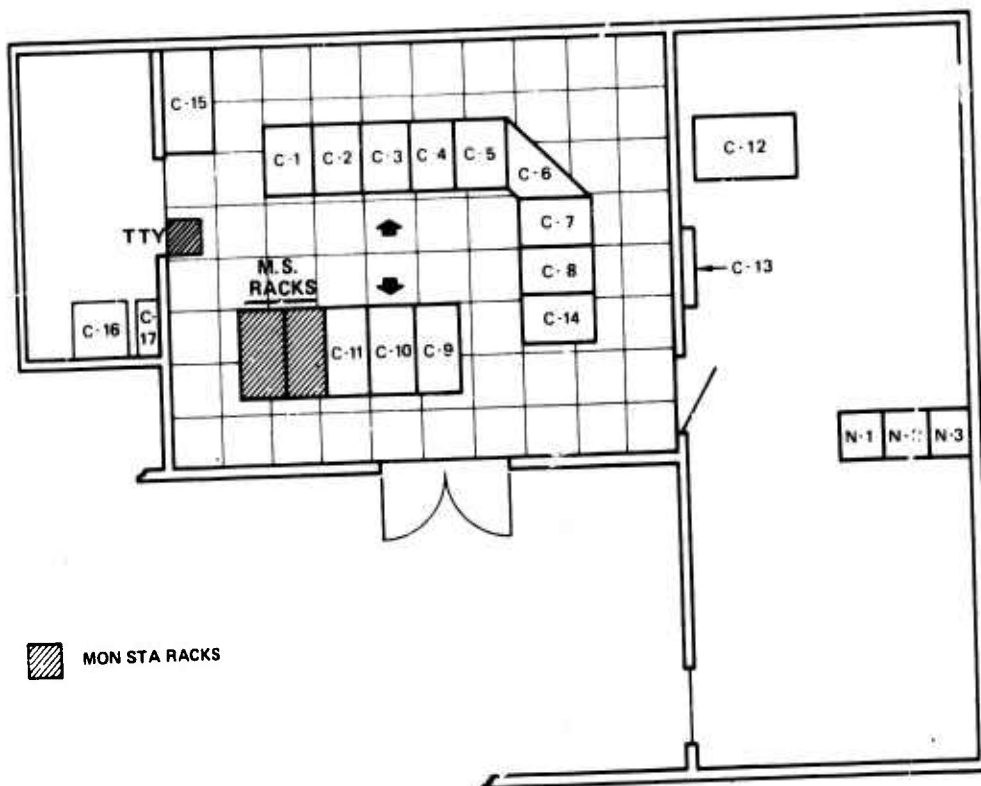 C-15
C-1 C-2 C-3 C-4 C-5
C-6
C-12
C-7
TTY
C-8
C-13
M.S.
RACKS
C-14
C-16
C-
17
C-11 C-10 C-9
N-1 N-3
MON STA RACKS